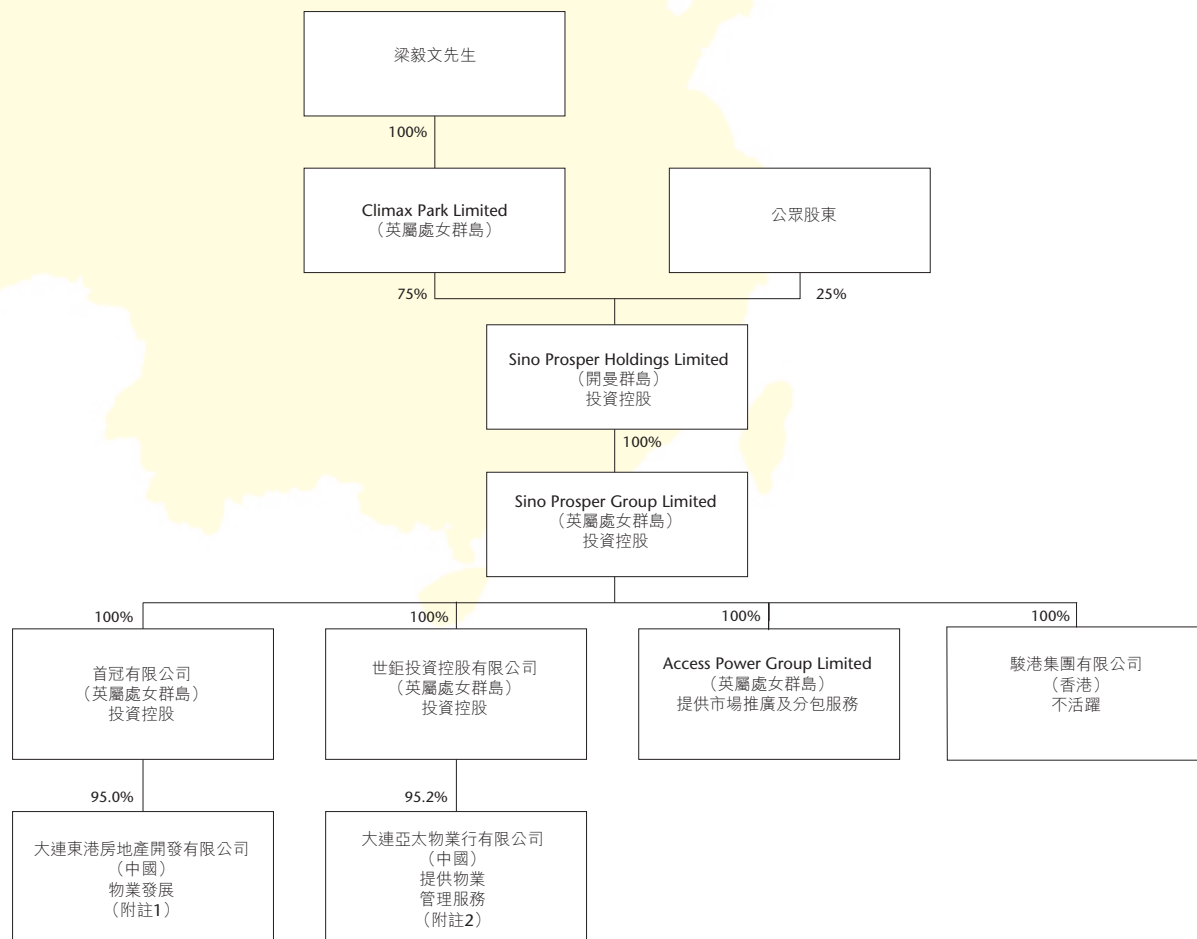 梁毅文先生
100%
Climax Park Limited
（英屬處女群島）
公眾股東
75%
25%
Sino Prosper Holdings Limited
（開曼群島）
投資控股
100%
Sino Prosper Group Limited
（英屬處女群島）
投資控股
100%
100%
100%
100%
首冠有限公司
（英屬處女群島）
投資控股
世鉅投資控股有限公司
（英屬處女群島）
投資控股
Access Power Group Limited
（英屬處女群島）
提供市場推廣及分包服務
駿港集團有限公司
（香港）
不活躍
95.0%
95.2%
大連東港房地產開發有限公司
（中國）
物業發展
（附註1）
大連亞太物業行有限公司
（中國）
提供物業
管理服務
（附註2）